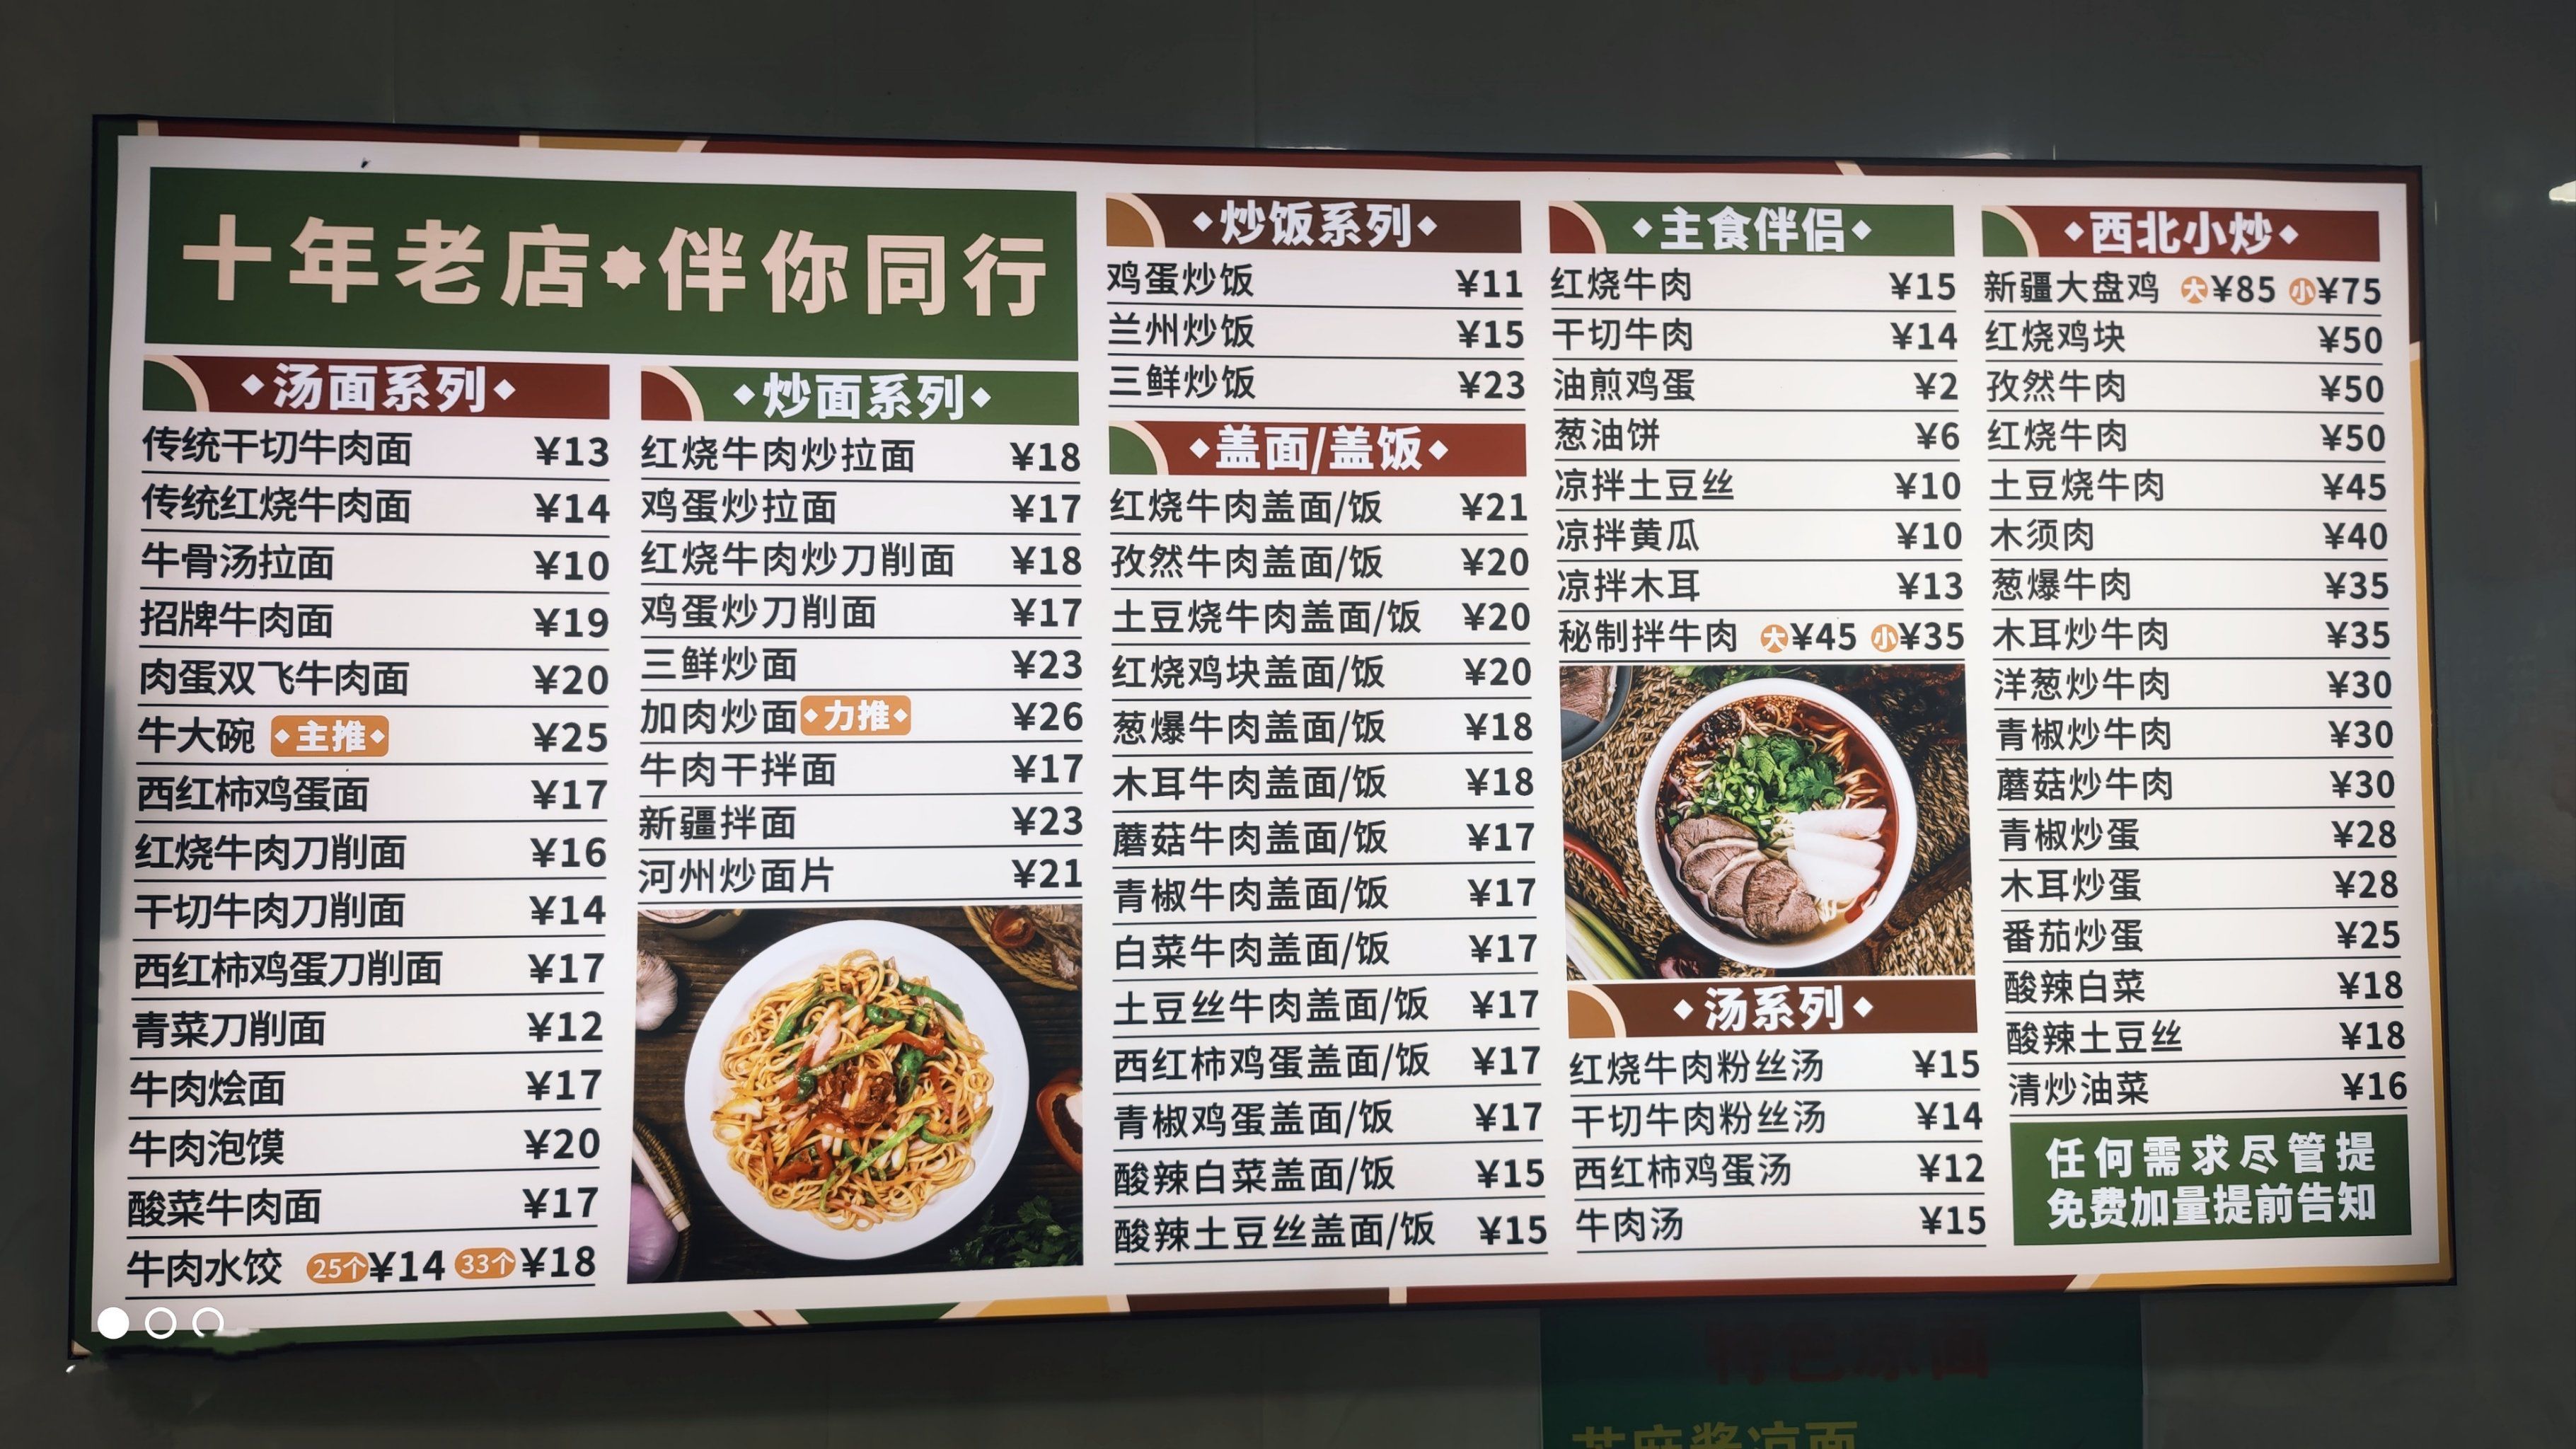 十年老店伴你同行
汤面系列
传统干切牛肉面 ¥13
传统红烧牛肉面 ¥14
牛骨汤拉面 ¥10
招牌牛肉面 ¥19
肉蛋双飞牛肉面 ¥20
牛大碗 主推 ¥25
西红柿鸡蛋面 ¥17
红烧牛肉刀削面 ¥16
干切牛肉刀削面 ¥14
西红柿鸡蛋刀削面 ¥17
青菜刀削面 ¥12
牛肉烩面 ¥17
牛肉泡馍 ¥20
酸菜牛肉面 ¥17
牛肉水饺 25个¥14 33个¥18
炒面系列
红烧牛肉炒拉面 ¥18
鸡蛋炒拉面 ¥17
红烧牛肉炒刀削面 ¥18
鸡蛋炒刀削面 ¥17
三鲜炒面 ¥23
加肉炒面 力推 ¥26
牛肉干拌面 ¥17
新疆拌面 ¥23
河州炒面片 ¥21
炒饭系列
鸡蛋炒饭 ¥11
兰州炒饭 ¥15
三鲜炒饭 ¥23
盖面/盖饭
红烧牛肉盖面/饭 ¥21
孜然牛肉盖面/饭 ¥20
土豆烧牛肉盖面/饭 ¥20
红烧鸡块盖面/饭 ¥20
葱爆牛肉盖面/饭 ¥18
木耳牛肉盖面/饭 ¥18
蘑菇牛肉盖面/饭 ¥17
青椒牛肉盖面/饭 ¥17
白菜牛肉盖面/饭 ¥17
土豆丝牛肉盖面/饭 ¥17
西红柿鸡蛋盖面/饭 ¥17
青椒鸡蛋盖面/饭 ¥17
酸辣白菜盖面/饭 ¥15
酸辣土豆丝盖面/饭 ¥15
主食伴侣
红烧牛肉 ¥15
干切牛肉 ¥14
油煎鸡蛋 ¥2
葱油饼 ¥6
凉拌土豆丝 ¥10
凉拌黄瓜 ¥10
凉拌木耳 ¥13
秘制拌牛肉 大¥45 小¥35
汤系列
红烧牛肉粉丝汤 ¥15
干切牛肉粉丝汤 ¥14
西红柿鸡蛋汤 ¥12
牛肉汤 ¥15
西北小炒
新疆大盘鸡 大¥85 小¥75
红烧鸡块 ¥50
孜然牛肉 ¥50
红烧牛肉 ¥50
土豆烧牛肉 ¥45
木须肉 ¥40
葱爆牛肉 ¥35
木耳炒牛肉 ¥35
洋葱炒牛肉 ¥30
青椒炒牛肉 ¥30
蘑菇炒牛肉 ¥30
青椒炒蛋 ¥28
木耳炒蛋 ¥28
番茄炒蛋 ¥25
酸辣白菜 ¥18
酸辣土豆丝 ¥18
清炒油菜 ¥16
任何需求尽管提
免费加量提前告知